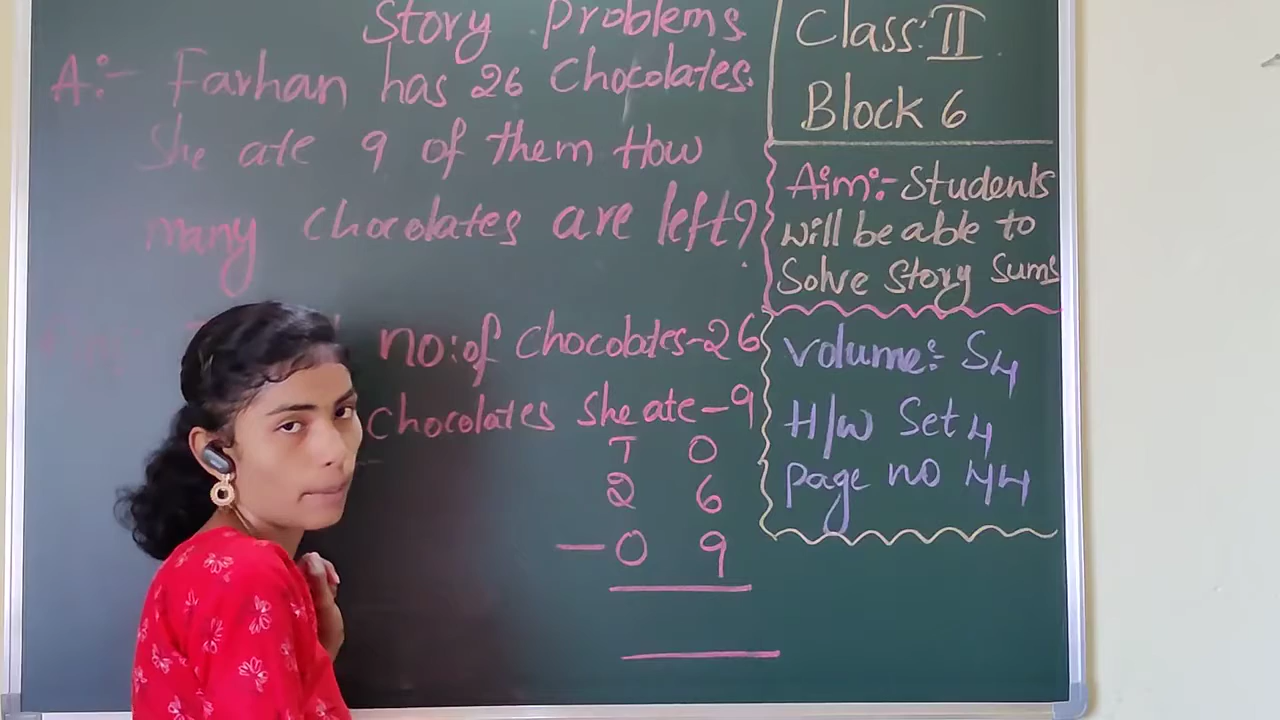 Story Problems
A:- Farhan has 26 Chocolates.
She ate 9 of them How
many Chocolates are left?
no:of Chocolates-26
Chocolates She ate-9
T O
2 6
-0 9
Class:II
Block 6
Aim:-Students
will be able to
Solve Story Sums
Volume: S4
H/W Set 4
page no 44